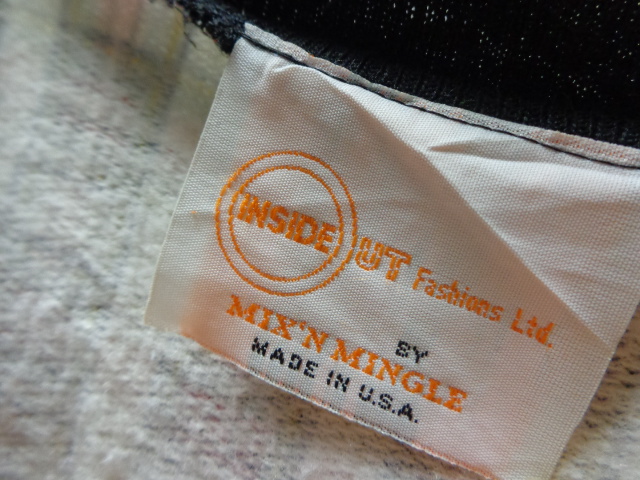 INSIDE OUT Fashions Ltd.
BY
MIX'N MINGLE
MADE IN U.S.A.